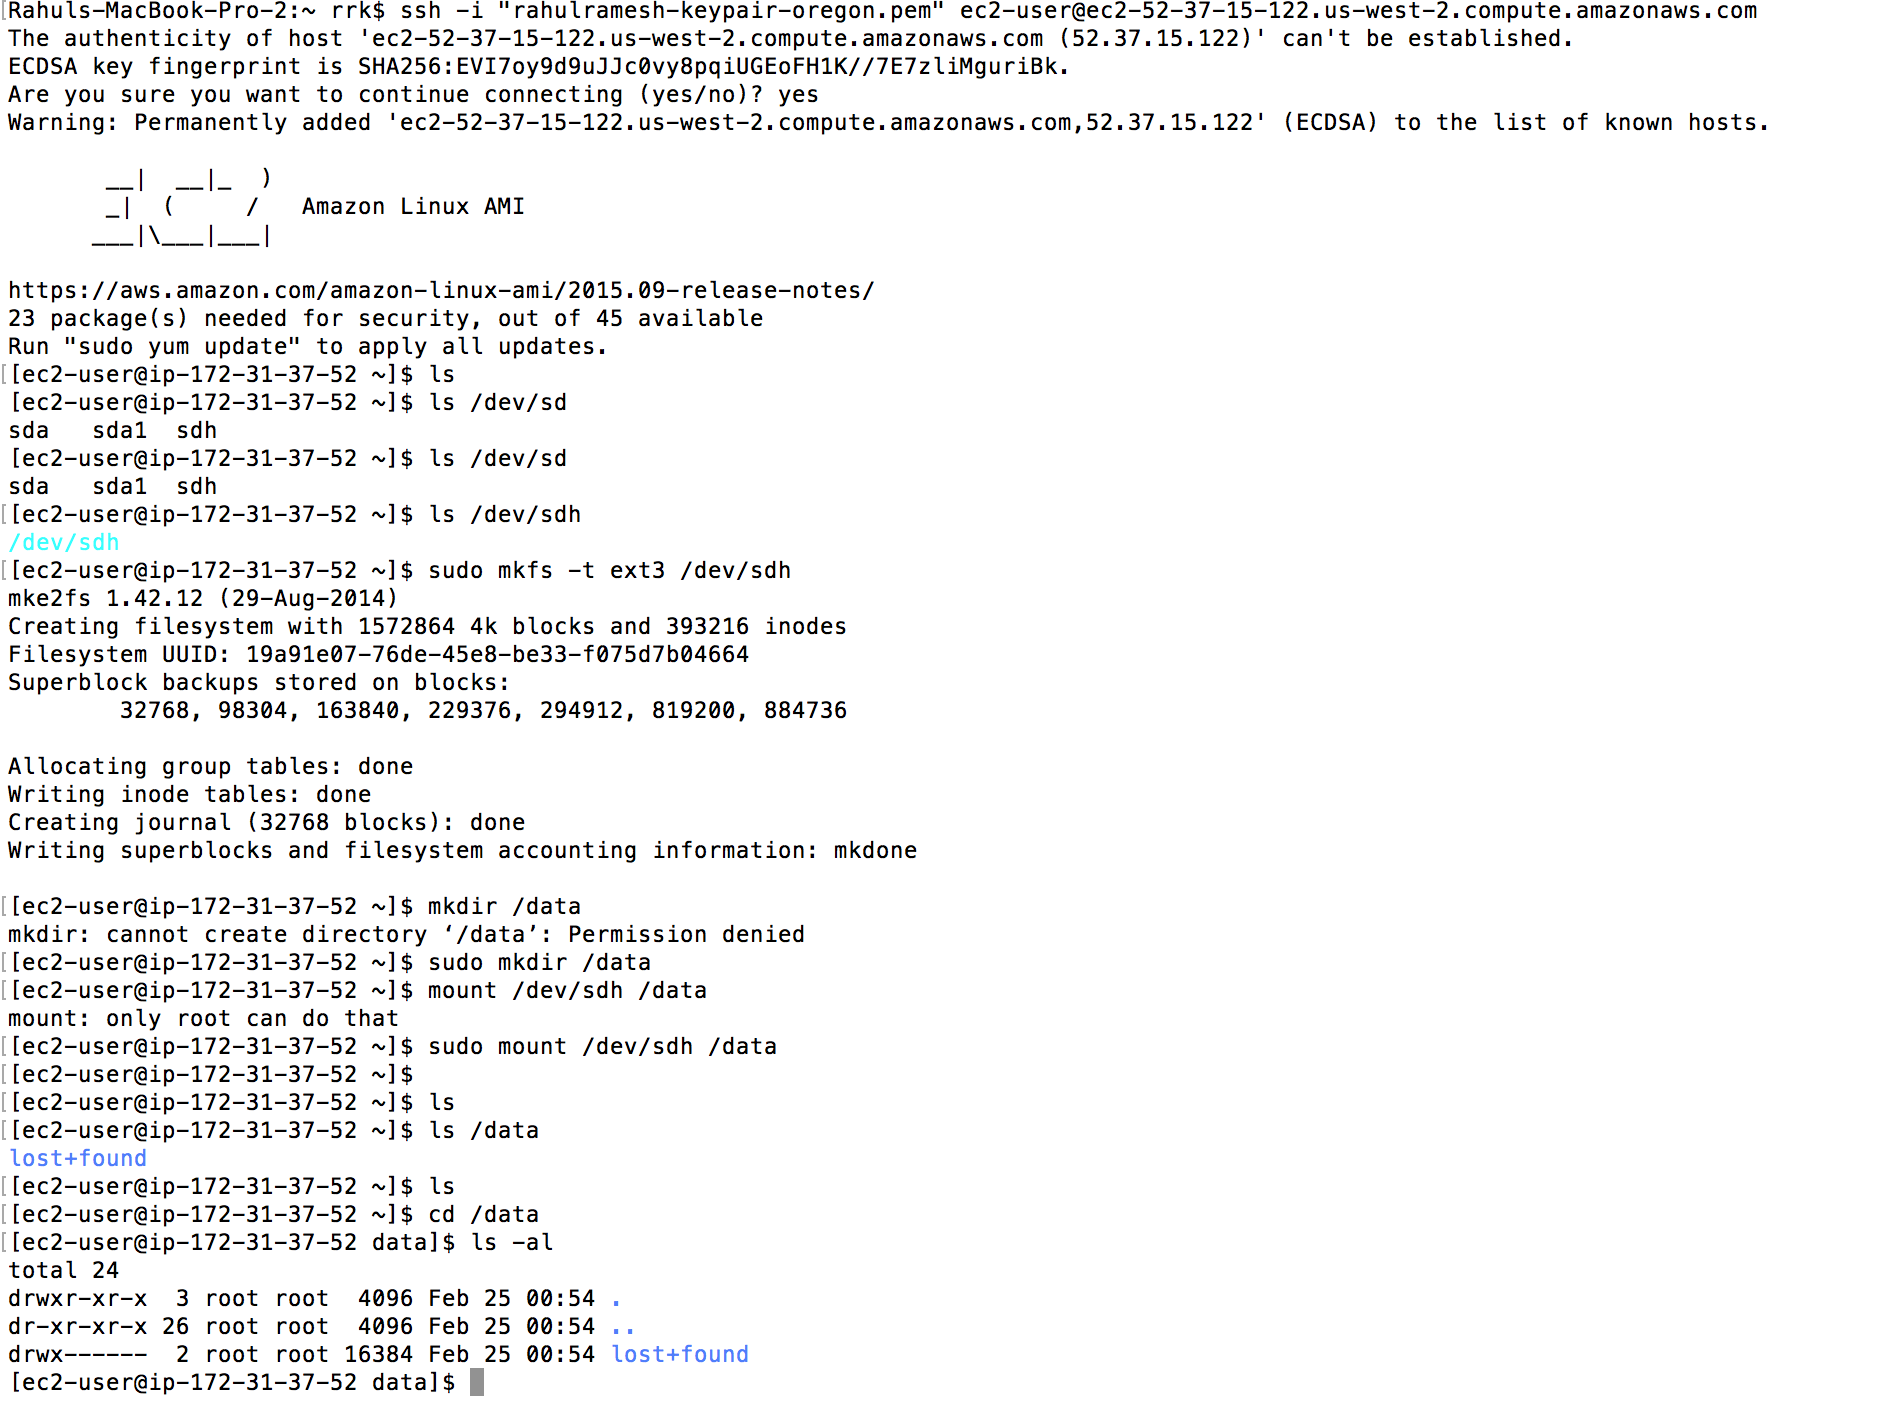 [Rahuls-MacBook-Pro-2:~ rrk$ ssh -i "rahulramesh-keypair-oregon.pem" ec2-user@ec2-52-37-15-122.us-west-2.compute.amazonaws.com
The authenticity of host 'ec2-52-37-15-122.us-west-2.compute.amazonaws.com (52.37.15.122)' can't be established.
ECDSA key fingerprint is SHA256:EVI7oy9d9uJJc0vy8pqiUGEoFH1K//7E7zliMguriBk.
Are you sure you want to continue connecting (yes/no)? yes
Warning: Permanently added 'ec2-52-37-15-122.us-west-2.compute.amazonaws.com,52.37.15.122' (ECDSA) to the list of known hosts.

       __|  __|_  )
       _|  (     /   Amazon Linux AMI
      ___|\___|___|

https://aws.amazon.com/amazon-linux-ami/2015.09-release-notes/
23 package(s) needed for security, out of 45 available
Run "sudo yum update" to apply all updates.
[[ec2-user@ip-172-31-37-52 ~]$ ls
[ec2-user@ip-172-31-37-52 ~]$ ls /dev/sd
sda   sda1  sdh
[ec2-user@ip-172-31-37-52 ~]$ ls /dev/sd
sda   sda1  sdh
[[ec2-user@ip-172-31-37-52 ~]$ ls /dev/sdh
/dev/sdh
[[ec2-user@ip-172-31-37-52 ~]$ sudo mkfs -t ext3 /dev/sdh
mke2fs 1.42.12 (29-Aug-2014)
Creating filesystem with 1572864 4k blocks and 393216 inodes
Filesystem UUID: 19a91e07-76de-45e8-be33-f075d7b04664
Superblock backups stored on blocks:
        32768, 98304, 163840, 229376, 294912, 819200, 884736

Allocating group tables: done
Writing inode tables: done
Creating journal (32768 blocks): done
Writing superblocks and filesystem accounting information: mkdone

[[ec2-user@ip-172-31-37-52 ~]$ mkdir /data
mkdir: cannot create directory ‘/data’: Permission denied
[[ec2-user@ip-172-31-37-52 ~]$ sudo mkdir /data
[[ec2-user@ip-172-31-37-52 ~]$ mount /dev/sdh /data
mount: only root can do that
[[ec2-user@ip-172-31-37-52 ~]$ sudo mount /dev/sdh /data
[[ec2-user@ip-172-31-37-52 ~]$
[[ec2-user@ip-172-31-37-52 ~]$ ls
[[ec2-user@ip-172-31-37-52 ~]$ ls /data
lost+found
[[ec2-user@ip-172-31-37-52 ~]$ ls
[[ec2-user@ip-172-31-37-52 ~]$ cd /data
[[ec2-user@ip-172-31-37-52 data]$ ls -al
total 24
drwxr-xr-x  3 root root  4096 Feb 25 00:54 .
dr-xr-xr-x 26 root root  4096 Feb 25 00:54 ..
drwx------  2 root root 16384 Feb 25 00:54 lost+found
[ec2-user@ip-172-31-37-52 data]$